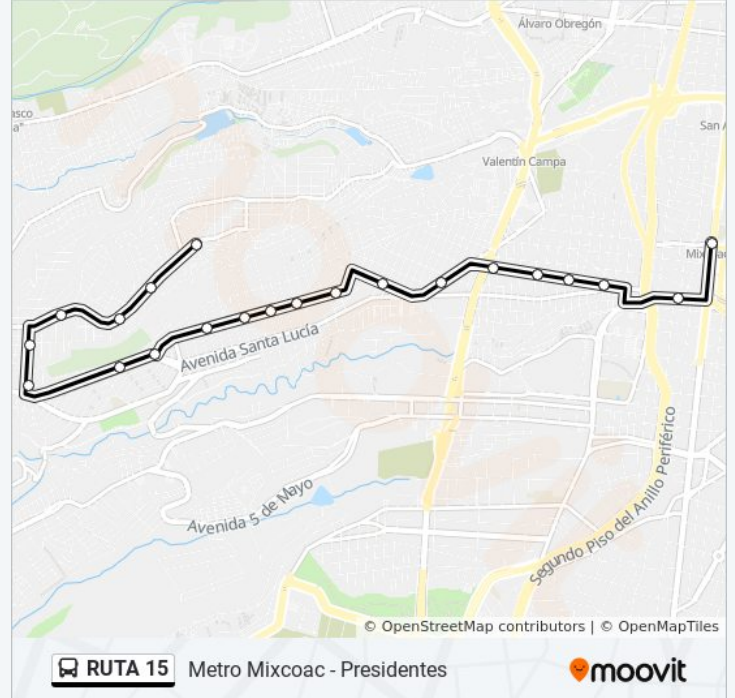 Álvaro Obregón
asco
a"
San A
Valentín Campa
Mixcoac
Avenida Santa Lucía
Avenida 5 de Mayo
Segundo Piso del Anillo Periférico
© OpenStreetMap contributors | © OpenMapTiles
RUTA 15
Metro Mixcoac - Presidentes
moovit